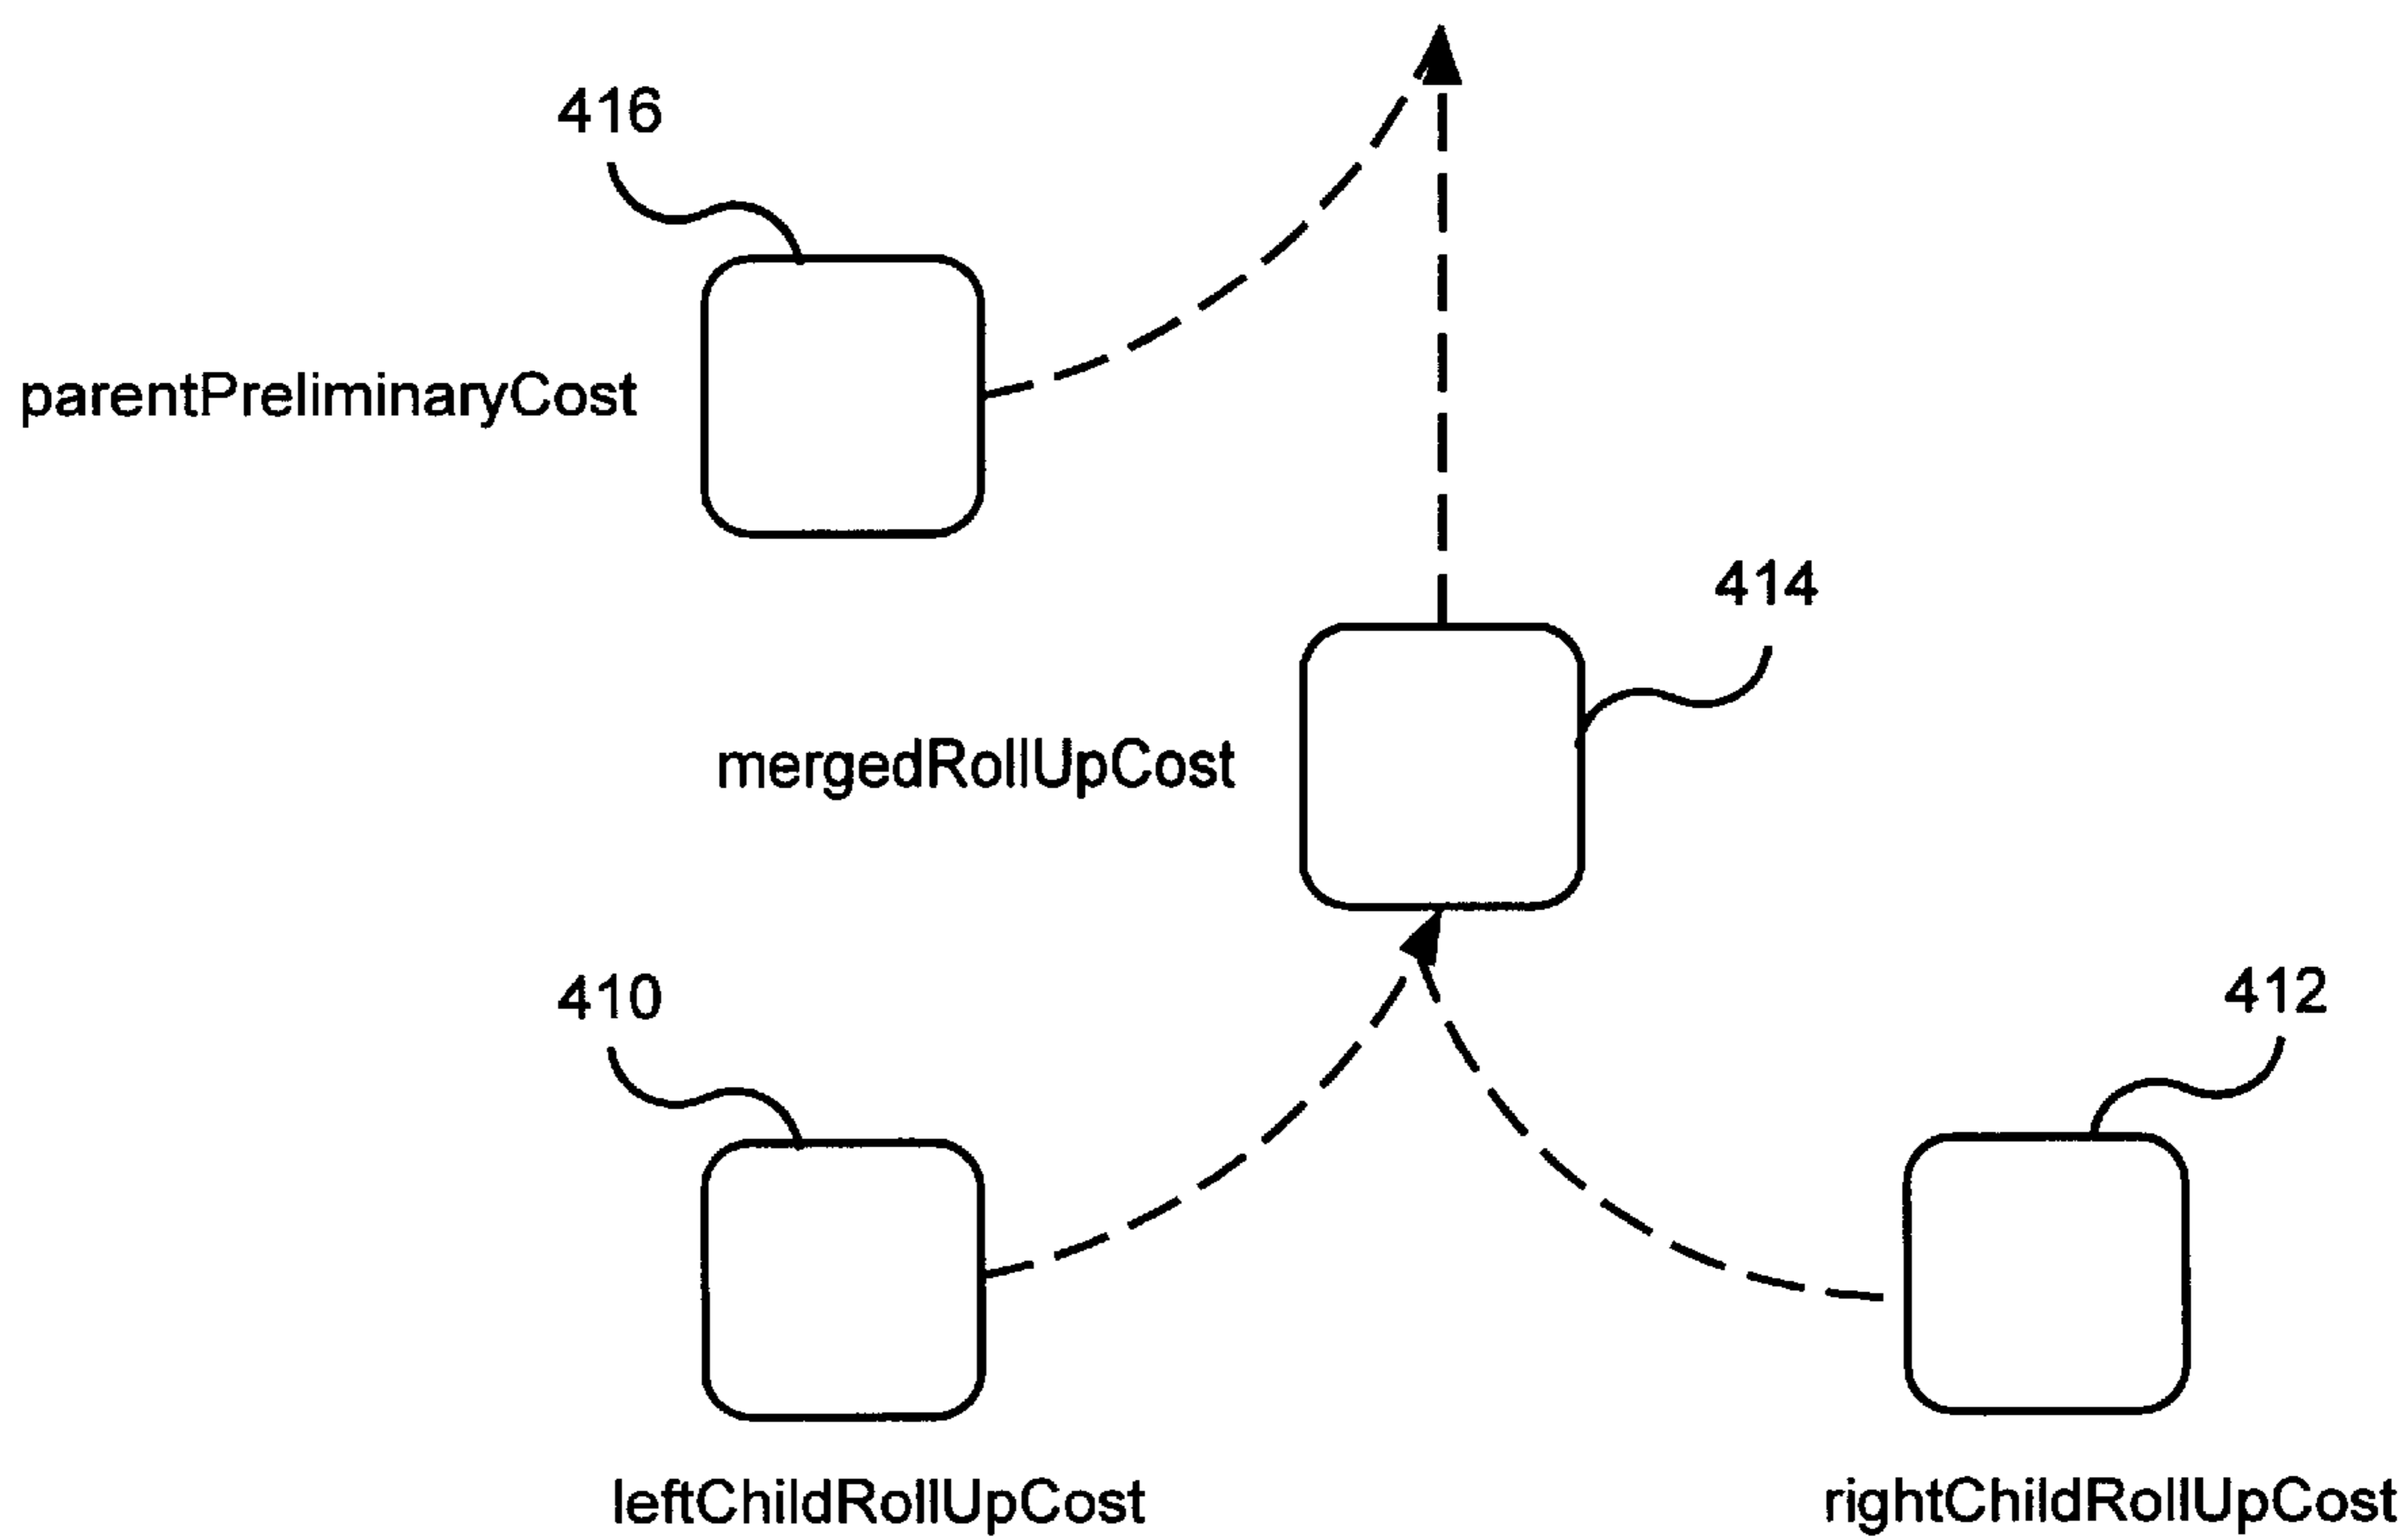 416
parentPreliminaryCost
414
mergedRollUpCost
410
412
leftChildRollUpCost
rightChildRollUpCost